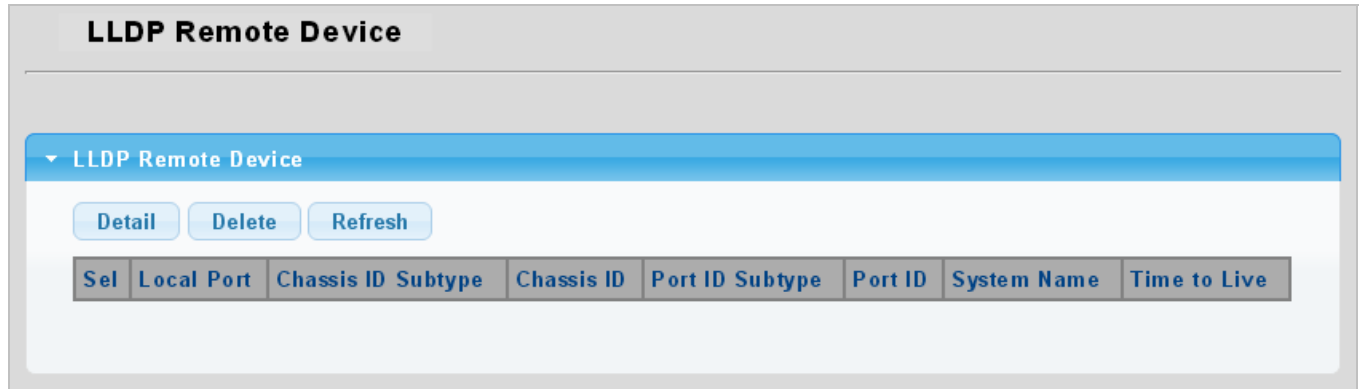 LLDP Remote Device
LLDP Remote Device
Detail Delete Refresh
Sel Local Port Chassis ID Subtype Chassis ID Port ID Subtype Port ID System Name Time to Live